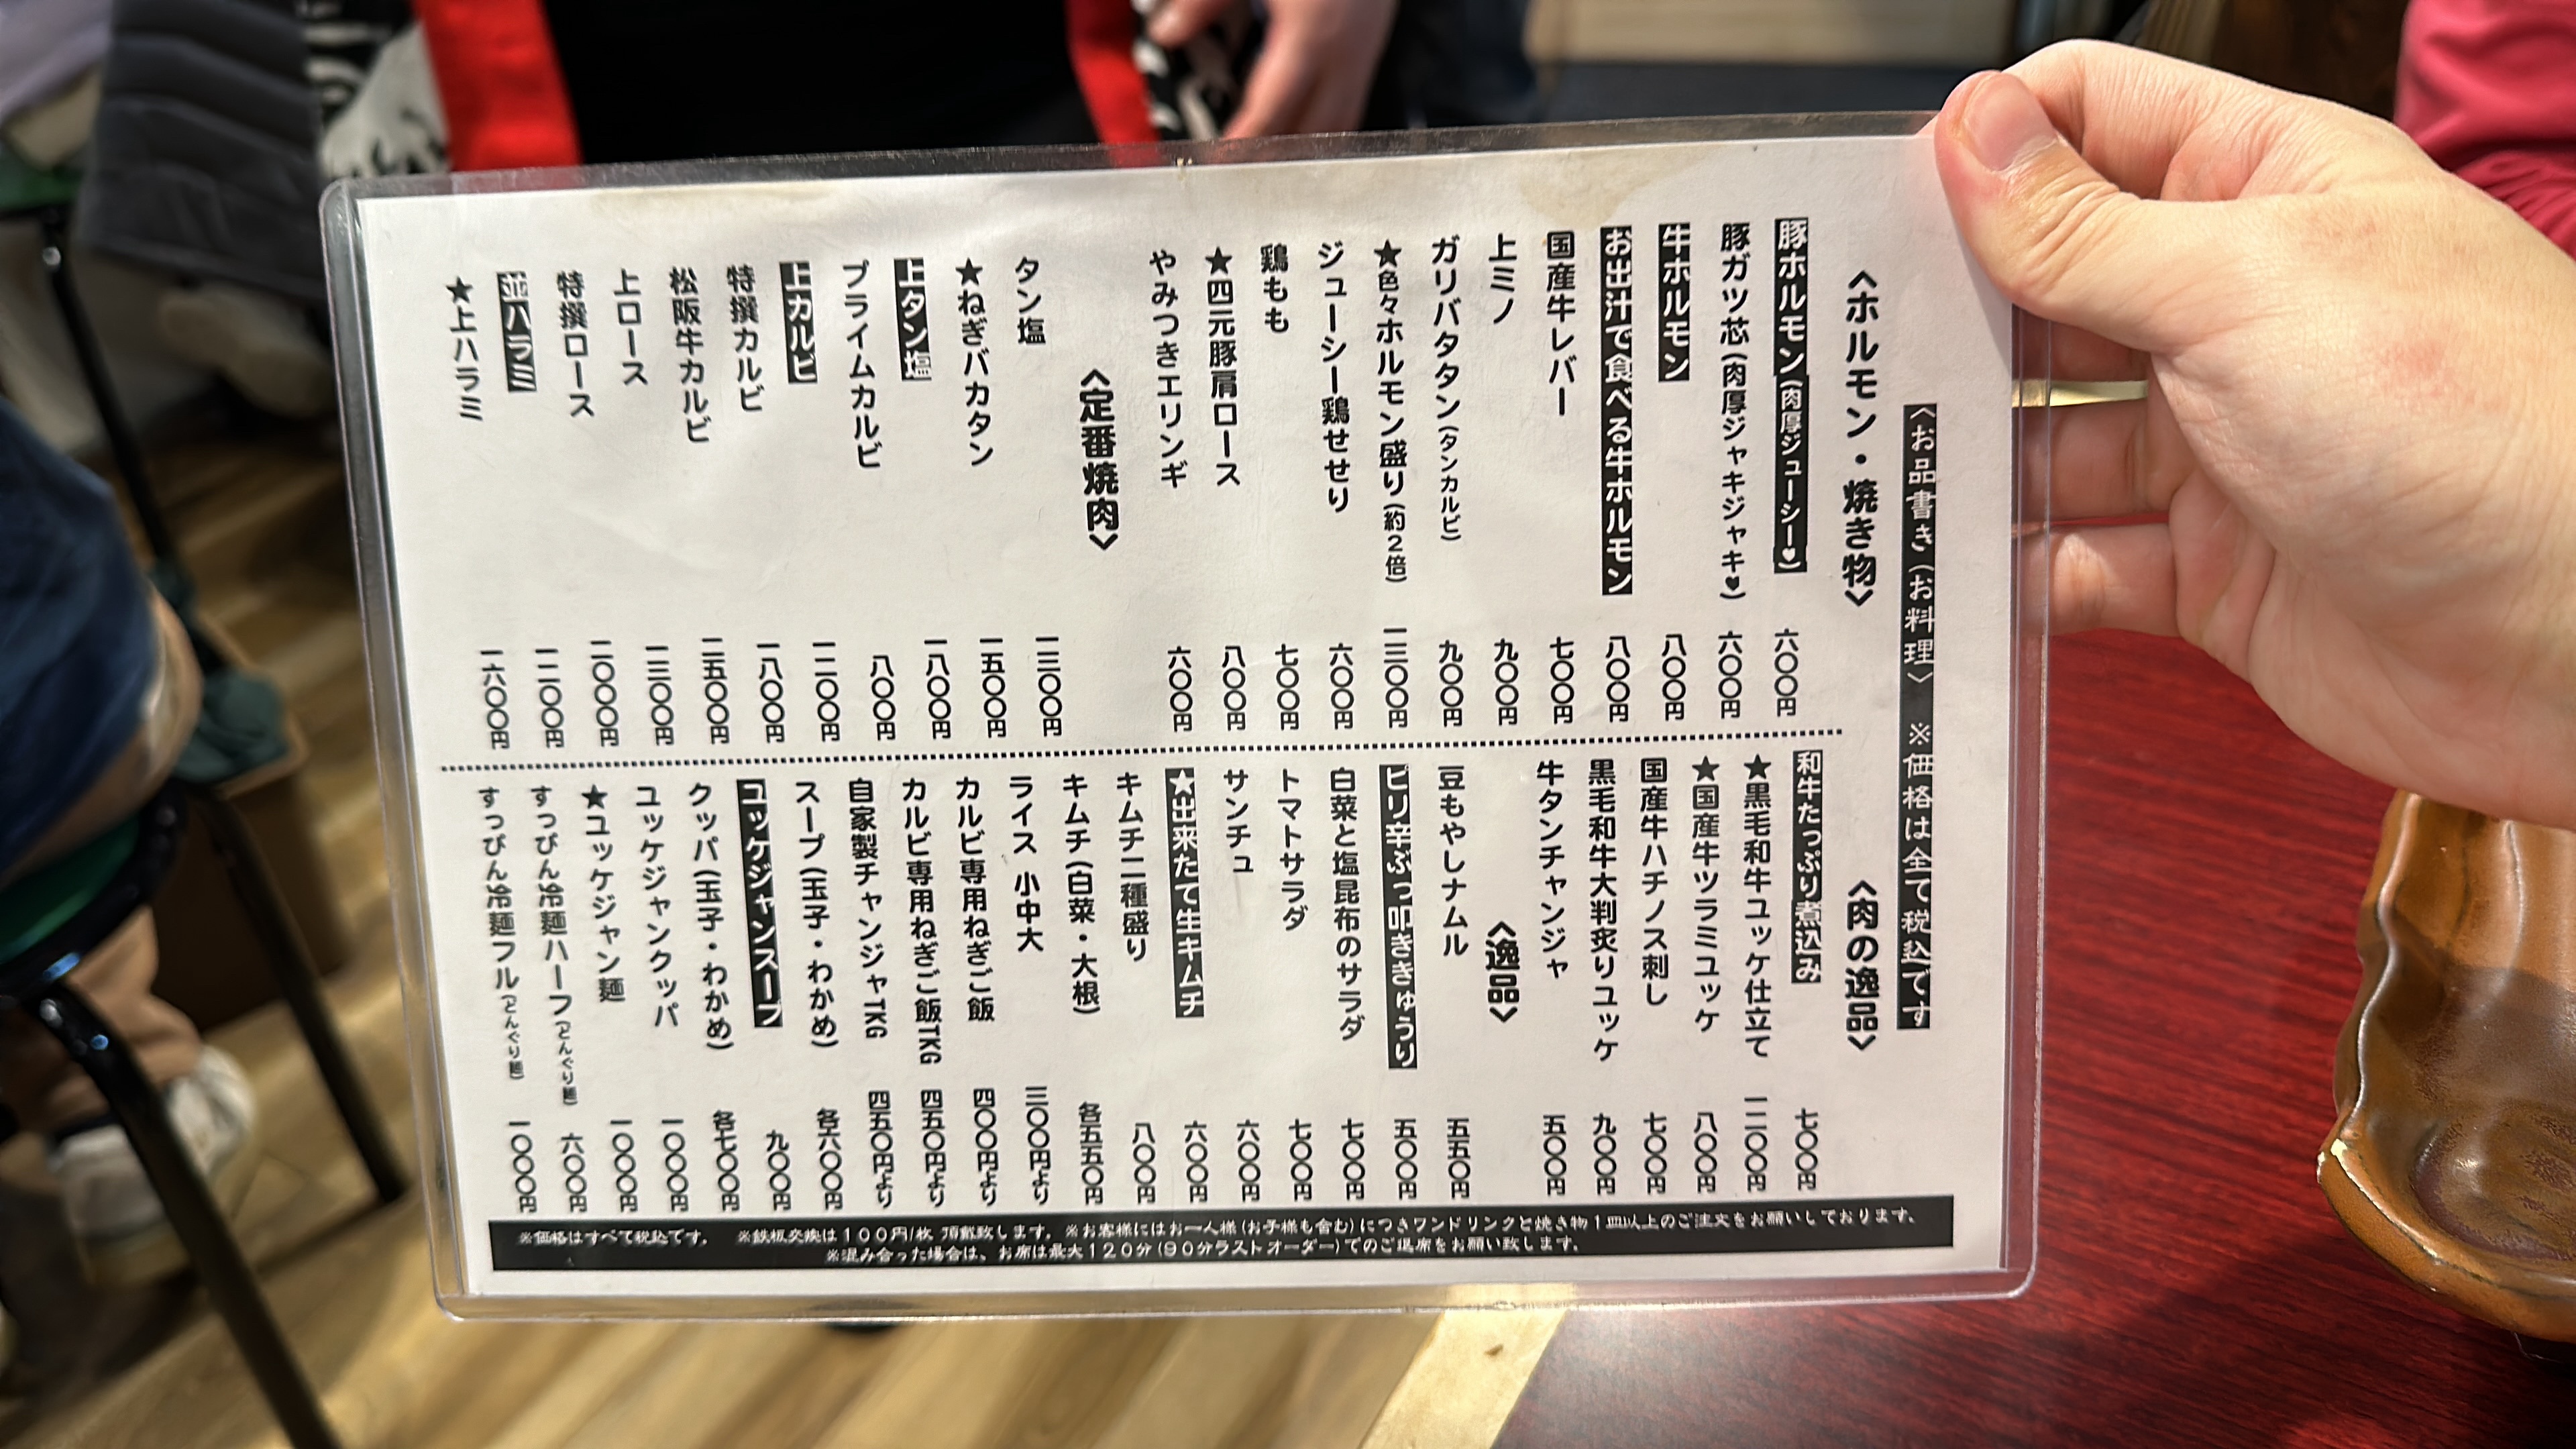 〈お品書き(お料理)〉 ※価格は全て税込です
〈ホルモン・焼き物〉
豚ホルモン(肉厚ジューシー♥) 六〇〇円
豚ガツ芯(肉厚ジャキジャキ♥) 六〇〇円
牛ホルモン 八〇〇円
お出汁で食べる牛ホルモン 八〇〇円
国産牛レバー 七〇〇円
上ミノ 九〇〇円
ガリバタタン(タンカルビ) 九〇〇円
★色々ホルモン盛り(約2倍) 一三〇〇円
ジューシー鶏せせり 六〇〇円
鶏もも 七〇〇円
★四元豚肩ロース 八〇〇円
やみつきエリンギ 六〇〇円
〈定番焼肉〉
タン塩 一三〇〇円
★ねぎバカタン 一五〇〇円
上タン塩 一八〇〇円
プライムカルビ 八〇〇円
上カルビ 一二〇〇円
特撰カルビ 一八〇〇円
松阪牛カルビ 二五〇〇円
上ロース 一三〇〇円
特撰ロース 二〇〇〇円
並ハラミ 一二〇〇円
★上ハラミ 一六〇〇円
〈肉の逸品〉
和牛たっぷり煮込み 七〇〇円
★黒毛和牛ユッケ仕立て 一二〇〇円
★国産牛ツラミユッケ 八〇〇円
国産牛ハチノス刺し 七〇〇円
黒毛和牛大判炙りユッケ 九〇〇円
牛タンチャンジャ 五〇〇円
〈逸品〉
豆もやしナムル 五五〇円
ピリ辛ぶっ叩ききゅうり 五〇〇円
白菜と塩昆布のサラダ 七〇〇円
トマトサラダ 七〇〇円
サンチュ 六〇〇円
★出来たて生キムチ 六〇〇円
キムチ二種盛り 八〇〇円
キムチ(白菜・大根) 各五五〇円
ライス 小中大 三〇〇円より
カルビ専用ねぎご飯 四〇〇円より
カルビ専用ねぎご飯TKG 四五〇円より
自家製チャンジャTKG 四五〇円より
スープ(玉子・わかめ) 各六〇〇円
ユッケジャンスープ 九〇〇円
クッパ(玉子・わかめ) 各七〇〇円
ユッケジャンクッパ 一〇〇〇円
★ユッケジャン麺 一〇〇〇円
すっぴん冷麺ハーフ(どんぐり麺) 六〇〇円
すっぴん冷麺フル(どんぐり麺) 一〇〇〇円
※価格はすべて税込です。 ※鉄板交換は100円/枚 頂戴致します。※お客様にはお一人様(お子様も含む)につきワンドリンクと焼き物1皿以上のご注文をお願いしております。
※混み合った場合は、お席は最大120分(90分ラストオーダー)でのご退席をお願い致します。